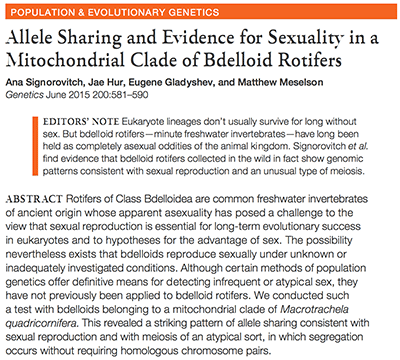 POPULATION & EVOLUTIONARY GENETICS
Allele Sharing and Evidence for Sexuality in a
Mitochondrial Clade of Bdelloid Rotifers
Ana Signorovitch, Jae Hur, Eugene Gladyshev, and Matthew Meselson
Genetics June 2015 200:581–590
EDITORS' NOTE Eukaryote lineages don't usually survive for long without
sex. But bdelloid rotifers—minute freshwater invertebrates—have long been
held as completely asexual oddities of the animal kingdom. Signorovitch et al.
find evidence that bdelloid rotifers collected in the wild in fact show genomic
patterns consistent with sexual reproduction and an unusual type of meiosis.
ABSTRACT Rotifers of Class Bdelloidea are common freshwater invertebrates
of ancient origin whose apparent asexuality has posed a challenge to the
view that sexual reproduction is essential for long-term evolutionary success
in eukaryotes and to hypotheses for the advantage of sex. The possibility
nevertheless exists that bdelloids reproduce sexually under unknown or
inadequately investigated conditions. Although certain methods of population
genetics offer definitive means for detecting infrequent or atypical sex, they
have not previously been applied to bdelloid rotifers. We conducted such
a test with bdelloids belonging to a mitochondrial clade of Macrotrachela
quadricornifera. This revealed a striking pattern of allele sharing consistent with
sexual reproduction and with meiosis of an atypical sort, in which segregation
occurs without requiring homologous chromosome pairs.